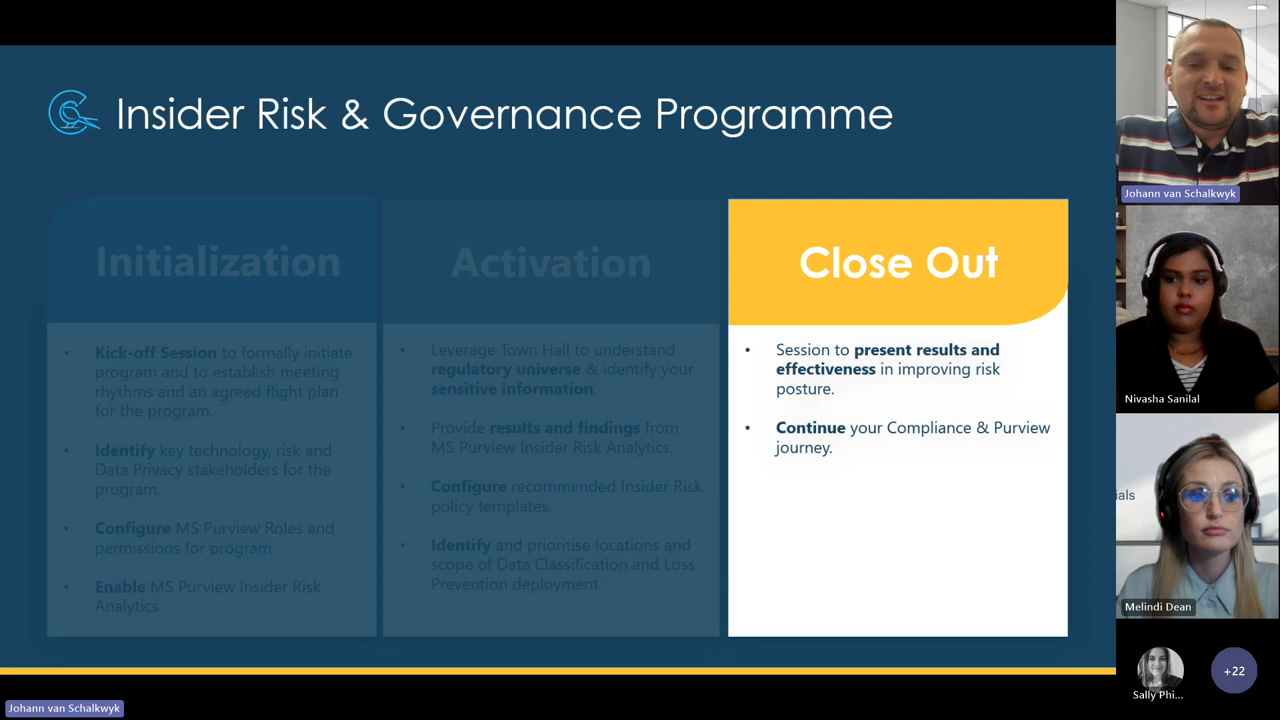 Insider Risk & Governance Programme
Initialization
• Kick-off Session to formally initiate
program and to establish meeting
rhythms and an agreed flight plan
for the program.
• Identify key technology, risk and
Data Privacy stakeholders for the
program.
• Configure MS Purview Roles and
permissions for program
• Enable MS Purview Insider Risk
Analytics
Activation
• Leverage Town Hall to understand
regulatory universe & identify your
sensitive information.
• Provide results and findings from
MS Purview Insider Risk Analytics.
• Configure recommended Insider Risk
policy templates.
• Identify and prioritise locations and
scope of Data Classification and Loss
Prevention deployment.
Close Out
• Session to present results and
effectiveness in improving risk
posture.
• Continue your Compliance & Purview
journey.
Johann van Schalkwyk
Nivasha Sanilal
ials
Melindi Dean
Sally Phi...
+22
Johann van Schalkwyk